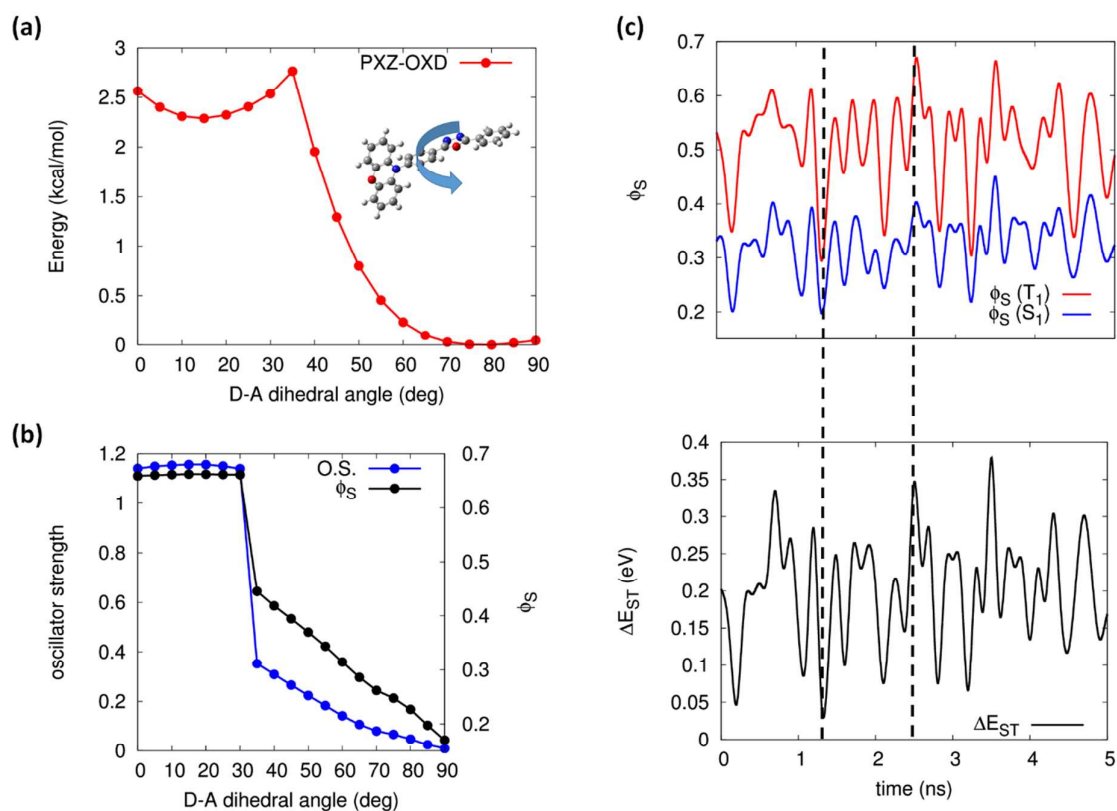 (a)
3
2.5
2
1.5
1
0.5
0
Energy (kcal/mol)
PXZ-OXD
0 10 20 30 40 50 60 70 80 90
D-A dihedral angle (deg)
(b)
1.2
1
0.8
0.6
0.4
0.2
0
oscillator strength
O.S.
ϕS
0.7
0.6
0.5
0.4
0.3
0.2
ϕS
0 10 20 30 40 50 60 70 80 90
D-A dihedral angle (deg)
(c)
0.7
0.6
0.5
0.4
0.3
0.2
ϕS
ϕS (T1)
ϕS (S1)
1 2 3 4 5
0.4
0.35
0.3
0.25
0.2
0.15
0.1
0.05
0
ΔEST (eV)
ΔEST
0 1 2 3 4 5
time (ns)